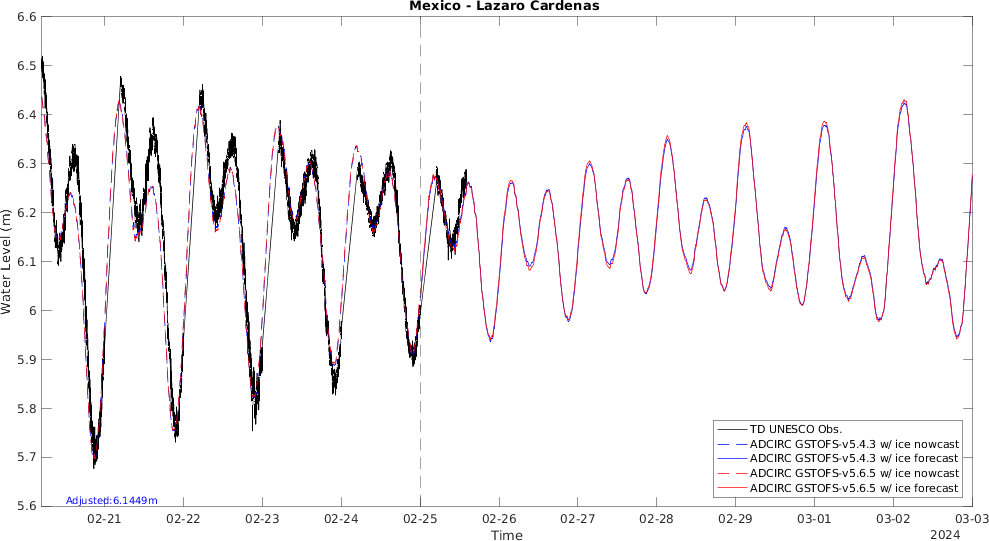 Mexico - Lazaro Cardenas
6.6
6.5
6.4
6.3
6.2
6.1
6
5.9
5.8
5.7
5.6
Water Level (m)
Adjusted:6.1449m
TD UNESCO Obs.
ADCIRC GSTOFS-v5.4.3 w/ ice nowcast
ADCIRC GSTOFS-v5.4.3 w/ ice forecast
ADCIRC GSTOFS-v5.6.5 w/ ice nowcast
ADCIRC GSTOFS-v5.6.5 w/ ice forecast
02-21 02-22 02-23 02-24 02-25 02-26 02-27 02-28 02-29 03-01 03-02 03-03
Time
2024